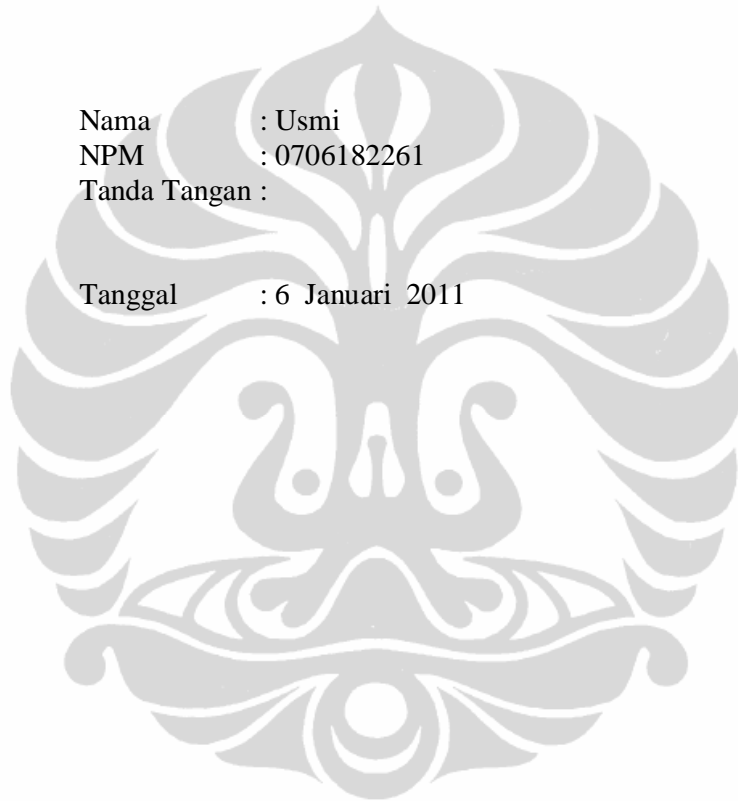 Nama : Usmi
NPM : 0706182261
Tanda Tangan :
Tanggal : 6 Januari 2011